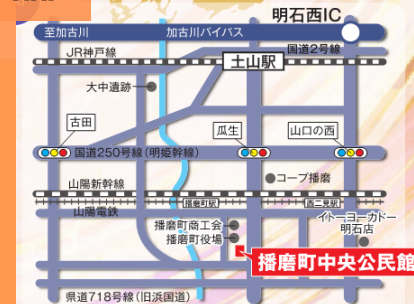 明石西IC
至加古川
加古川バイパス
国道2号線
JR神戸線
土山駅
大中遺跡
古田
瓜生
山口の西
国道250号線(明姫幹線)
コープ播磨
山陽新幹線
播磨町駅
西二見駅
山陽電鉄
イトーヨーカドー
明石店
播磨町商工会
播磨町役場
播磨町中央公民館
県道718号線(旧浜国道)